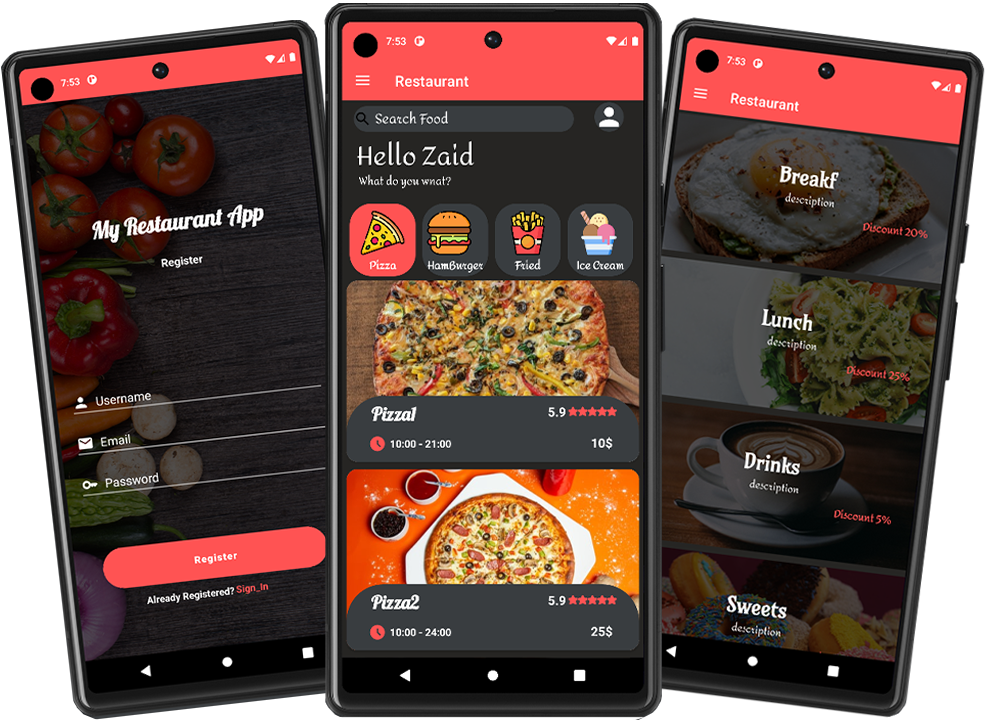 7:53
My Restaurant App
Register
Username
Email
Password
Register
Already Registered? Sign_In
7:53
Restaurant
Search Food
Hello Zaid
What do you wnat?
Pizza
HamBurger
Fried
Ice Cream
Pizza1
5.9
10:00 - 21:00
10$
Pizza2
5.9
10:00 - 24:00
25$
7:53
Restaurant
Breakf
description
Discount 20%
Lunch
description
Discount 25%
Drinks
description
Discount 5%
Sweets
description